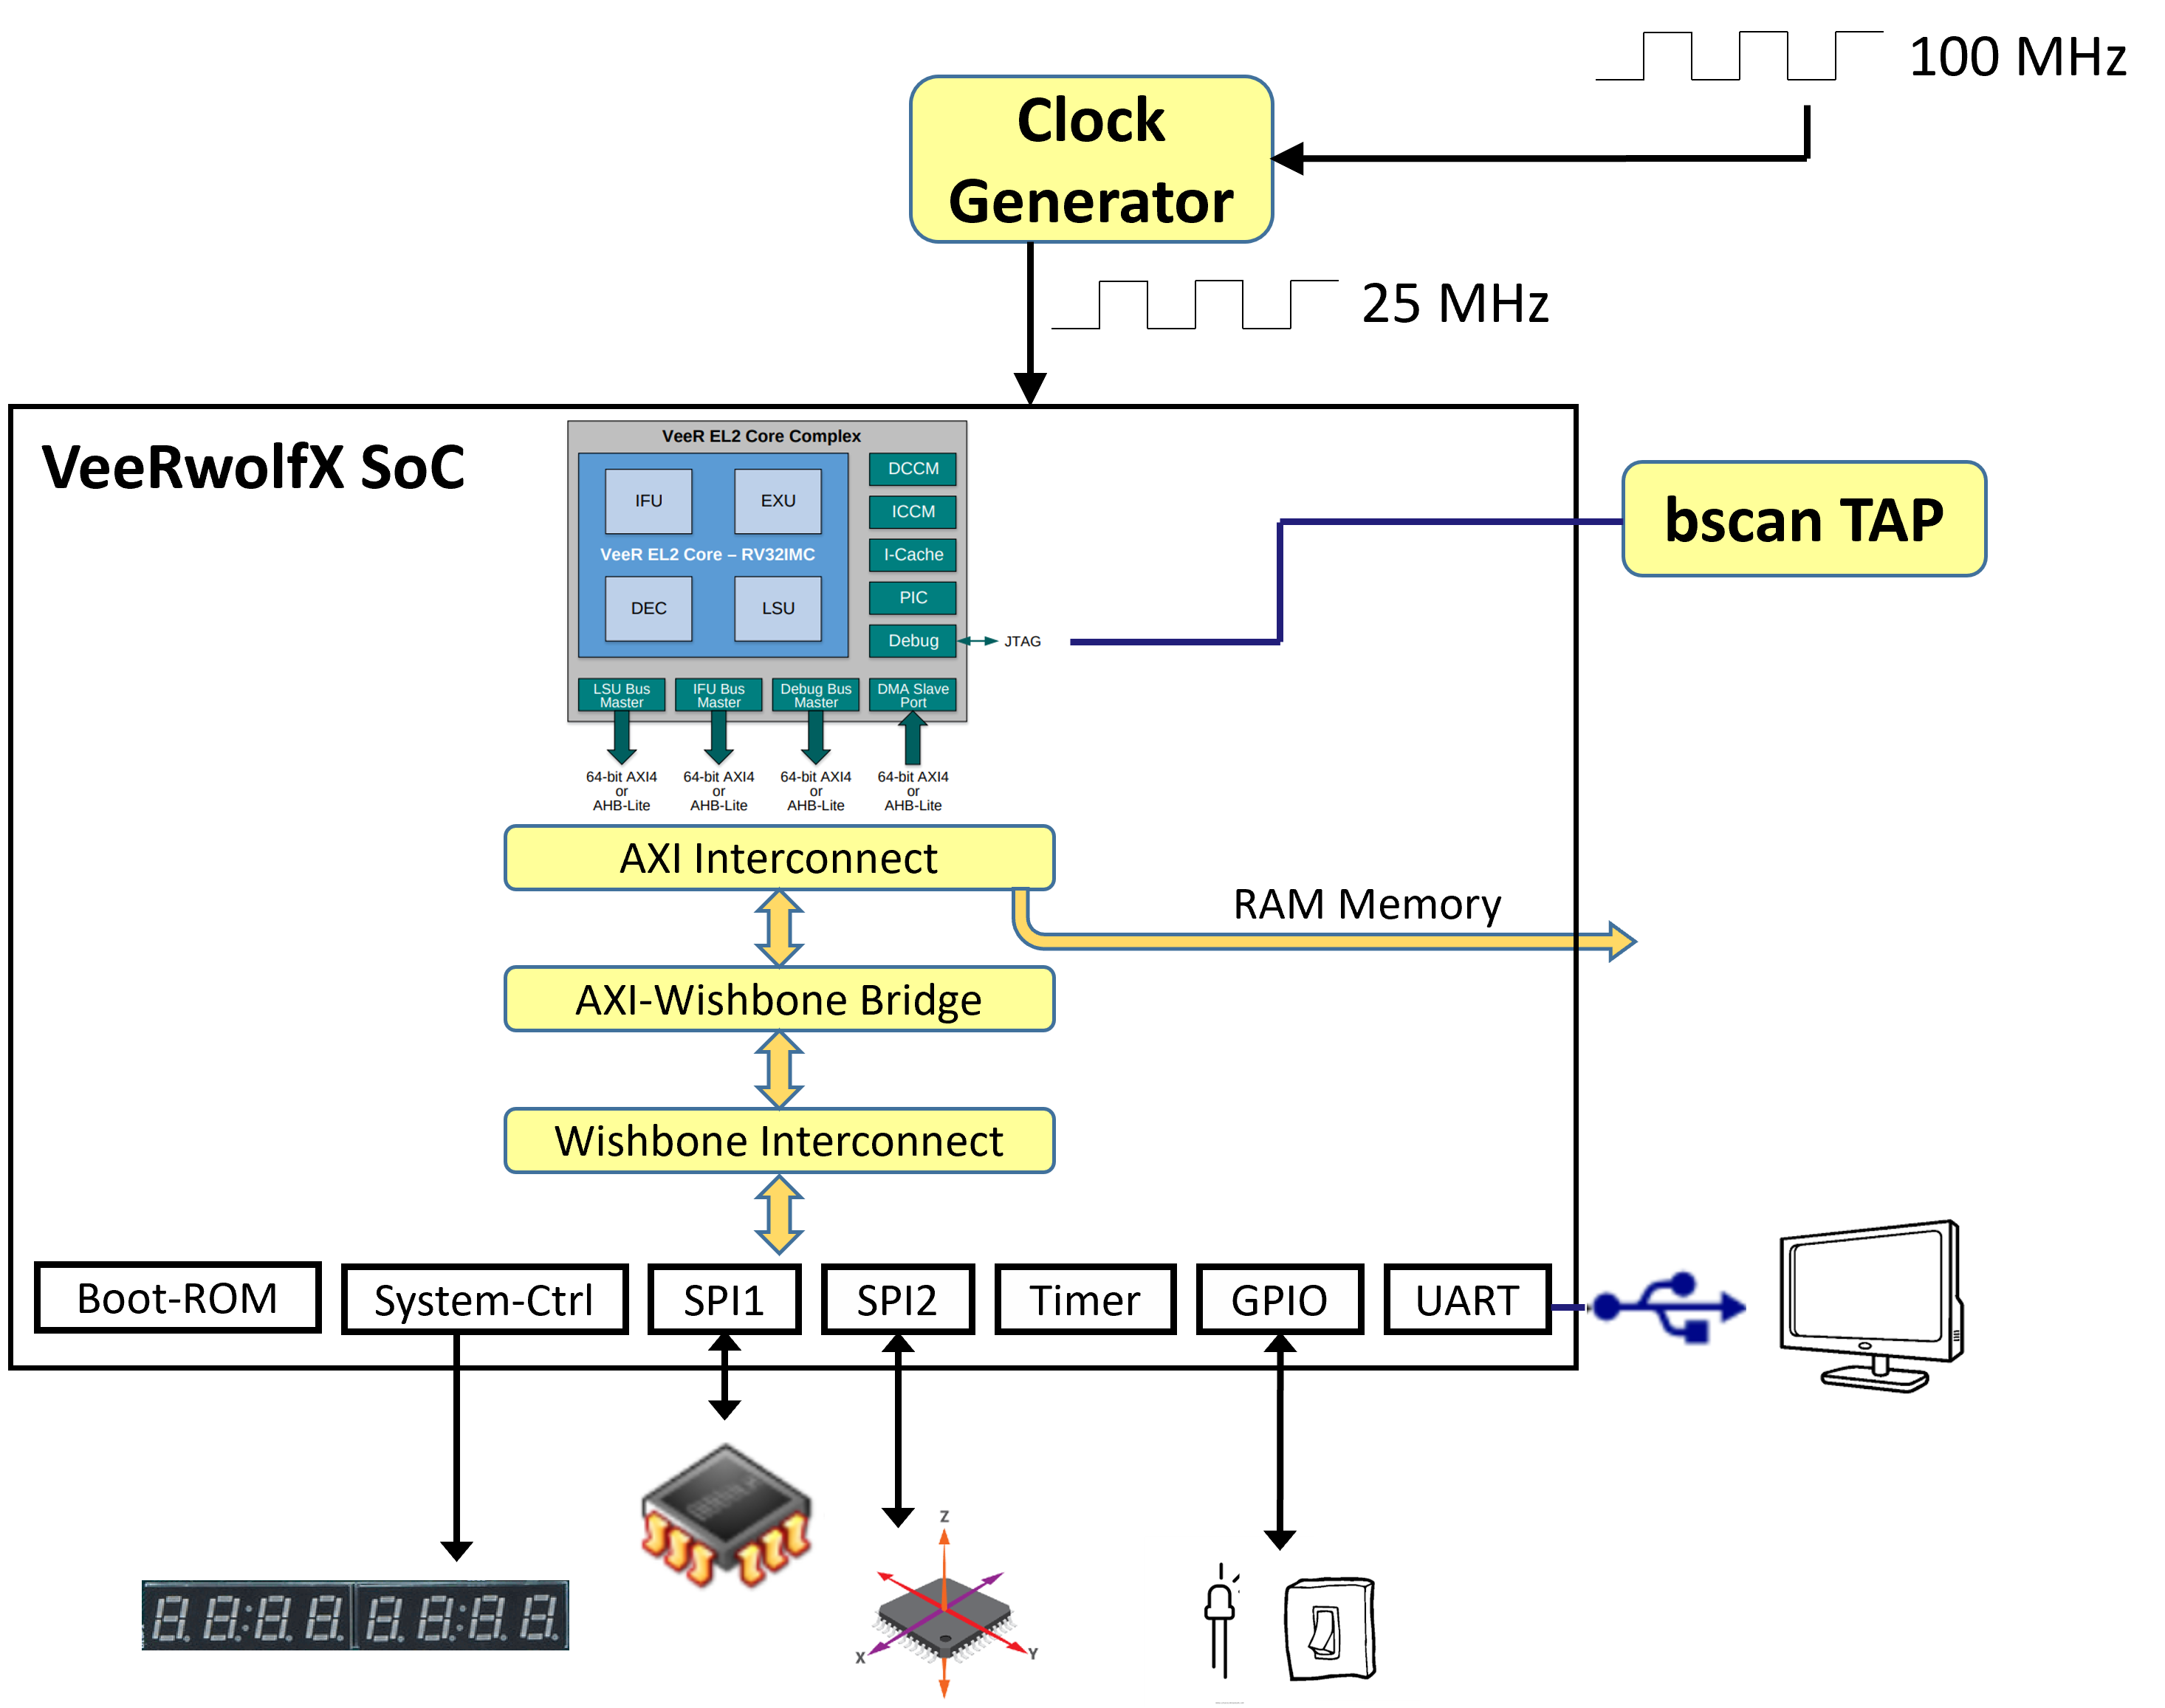 100 MHz
Clock
Generator
25 MHz
VeeRwolfX SoC
VeeR EL2 Core Complex
IFU
EXU
VeeR EL2 Core – RV32IMC
DEC
LSU
DCCM
ICCM
I-Cache
PIC
Debug
JTAG
bscan TAP
LSU Bus
Master
IFU Bus
Master
Debug Bus
Master
DMA Slave
Port
64-bit AXI4
or
AHB-Lite
64-bit AXI4
or
AHB-Lite
64-bit AXI4
or
AHB-Lite
64-bit AXI4
or
AHB-Lite
AXI Interconnect
RAM Memory
AXI-Wishbone Bridge
Wishbone Interconnect
Boot-ROM
System-Ctrl
SPI1
SPI2
Timer
GPIO
UART
Z
X
Y